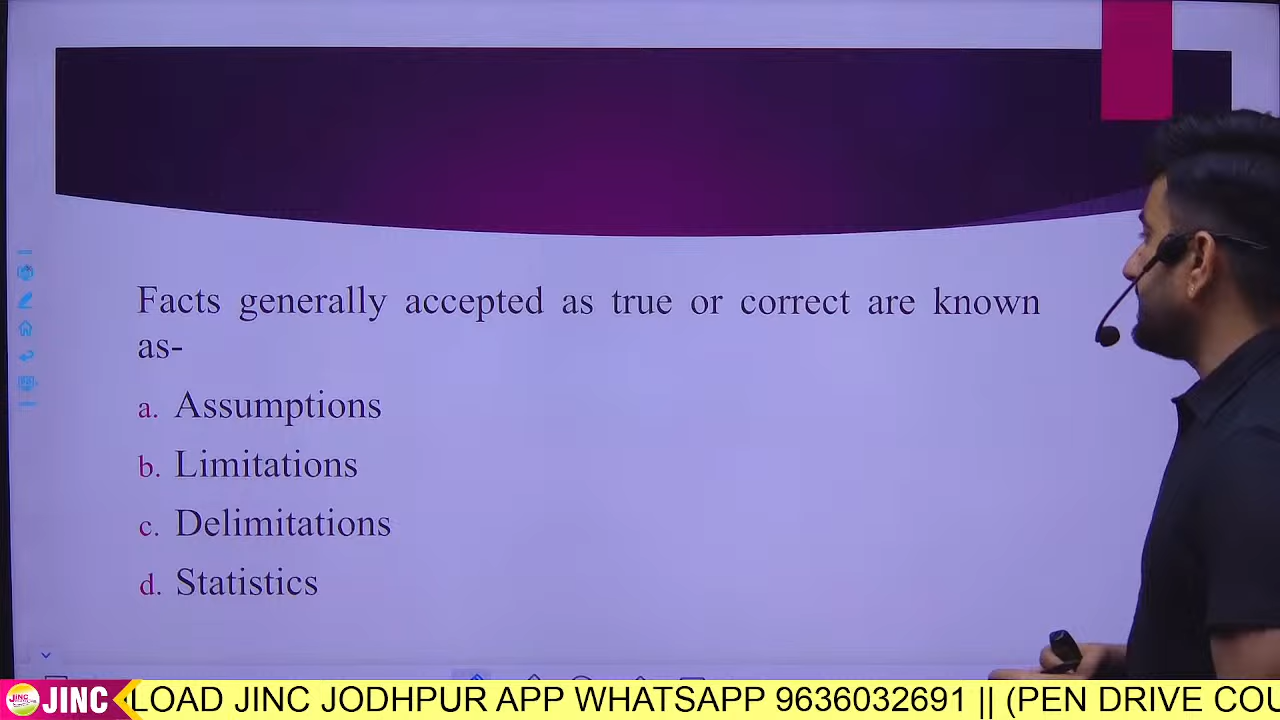 Facts generally accepted as true or correct are known
as-
a. Assumptions
b. Limitations
c. Delimitations
d. Statistics
JINC JINC LOAD JINC JODHPUR APP WHATSAPP 9636032691 || (PEN DRIVE COU